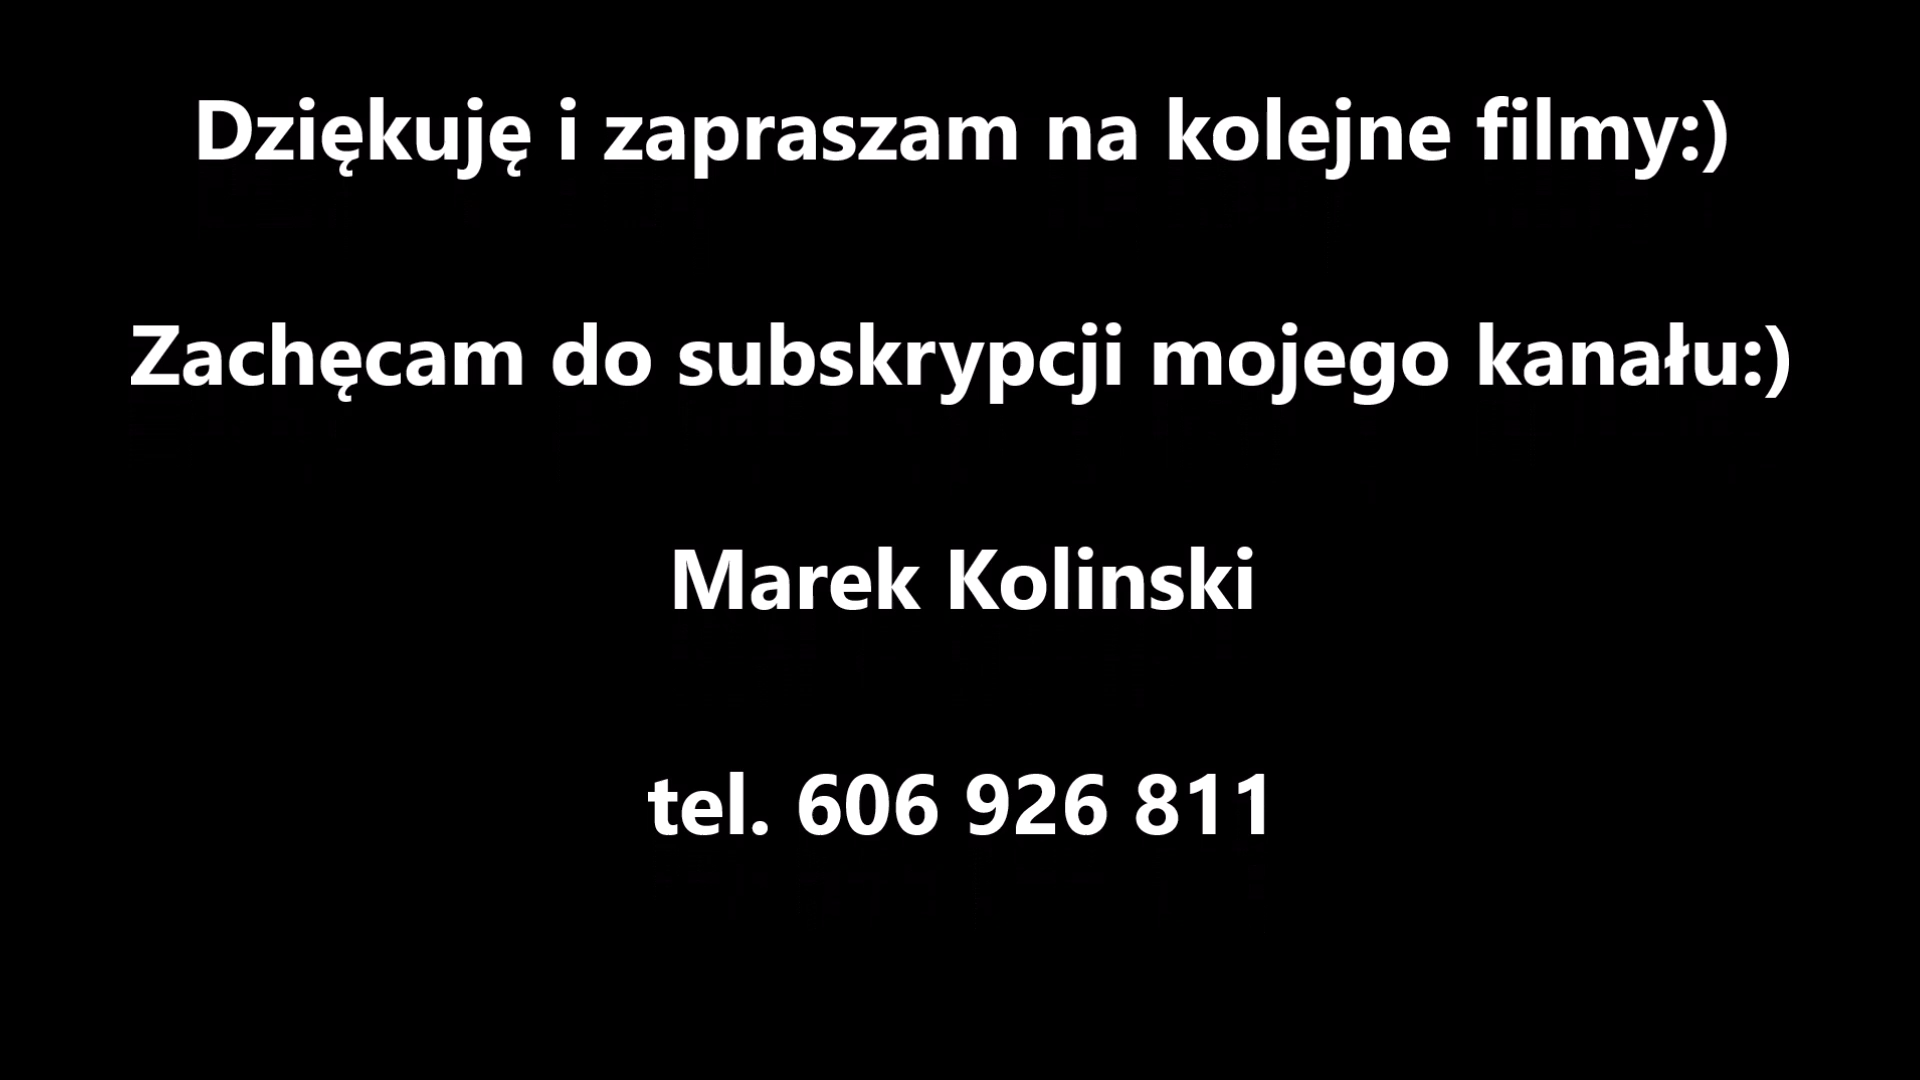 Dziękuję i zapraszam na kolejne filmy:)
Zachęcam do subskrypcji mojego kanału:)
Marek Kolinski
tel. 606 926 811